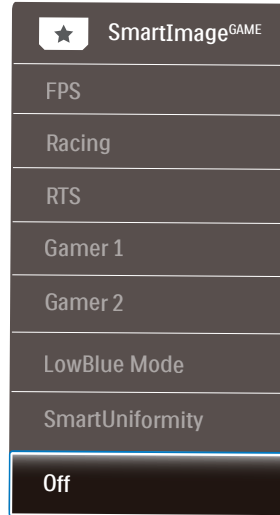 SmartImageGAME
FPS
Racing
RTS
Gamer 1
Gamer 2
LowBlue Mode
SmartUniformity
Off